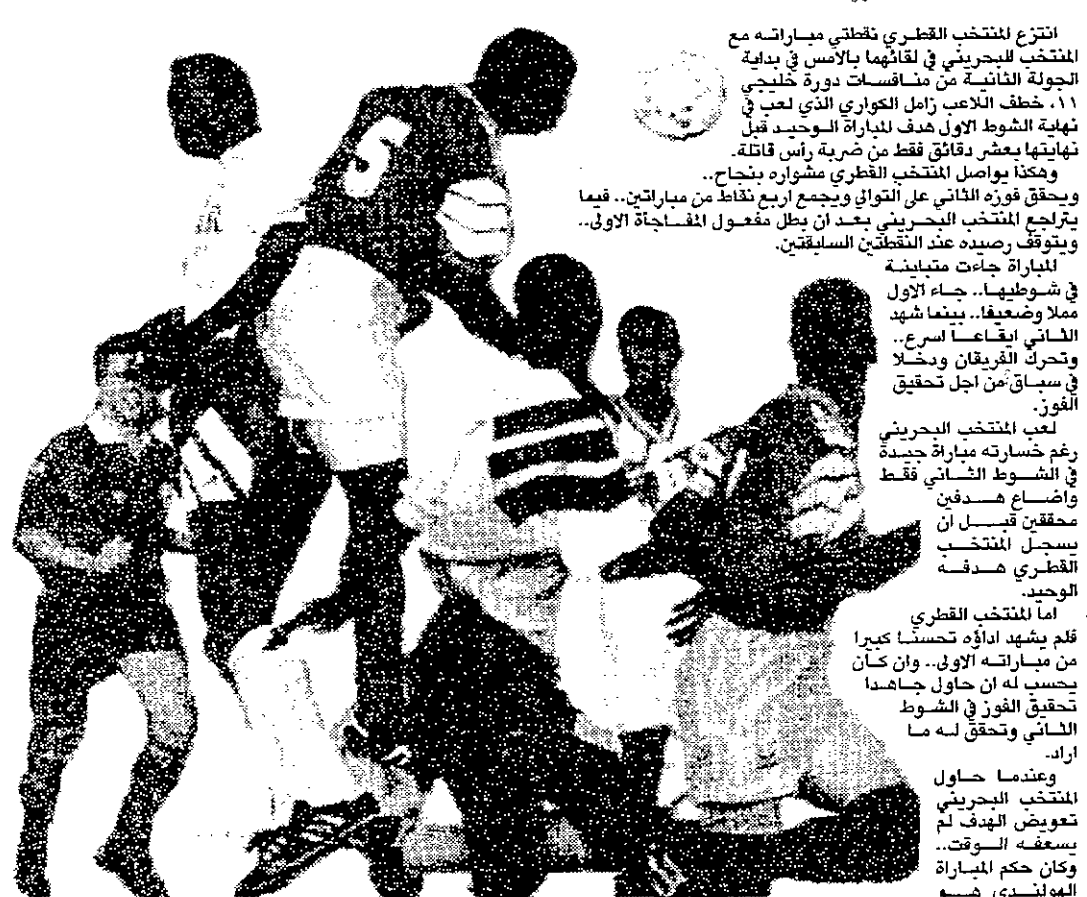 انتزع المنتخب القطري نقطتي مباراته مع
المنتخب البحريني في لقائهما بالامس في بداية
الجولة الثانية من منافسات دورة خليجي
١١، خطف اللاعب زامل الكواري الذي لعب في
نهاية الشوط الاول هدف المباراة الوحيد قبل
نهايتها بعشر دقائق فقط من ضربة رأس قاتلة.
وهكذا يواصل المنتخب القطري مشواره بنجاح..
ويحقق فوزه الثاني على التوالي ويجمع اربع نقاط من مباراتين.. فيما
يتراجع المنتخب البحريني بعد ان بطل مفعول المفاجأة الاولى..
ويتوقف رصيده عند النقطتين السابقتين.
المباراة جاءت متباينة
في شوطيها.. جاء الاول
مملا وضعيفا.. بينما شهد
الثاني ايقاعا اسرع..
وتحرك الفريقان ودخلا
في سباق من اجل تحقيق
الفوز.
لعب المنتخب البحريني
رغم خسارته مباراة جيدة
في الشوط الثاني فقط
واضاع هدفين
محققين قبل ان
يسجل المنتخب
القطري هدفه
الوحيد.
اما المنتخب القطري
فلم يشهد اداؤه تحسنا كبيرا
من مباراته الاولى.. وان كان
يحسب له ان حاول جاهدا
تحقيق الفوز في الشوط
الثاني وتحقق له ما
اراد.
وعندما حاول
المنتخب البحريني
تعويض الهدف لم
يسعفه الوقت..
وكان حكم المباراة
الهولندي هو